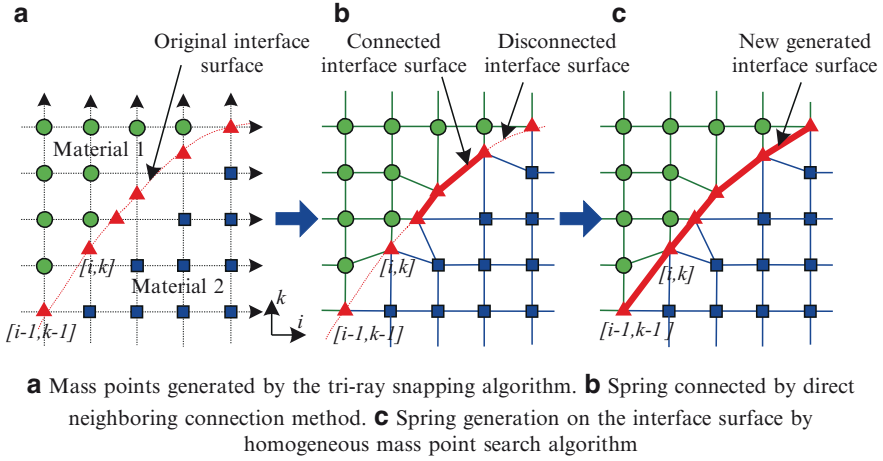 a
b
c
Original interface
surface
Connected
interface surface
Disconnected
interface surface
New generated
interface surface
Material 1
[i,k]
Material 2
[i-1,k-1]
k
i
[i,k]
[i-1,k-1]
[i,k]
[i-1,k-1]
a Mass points generated by the tri-ray snapping algorithm. b Spring connected by direct
neighboring connection method. c Spring generation on the interface surface by
homogeneous mass point search algorithm